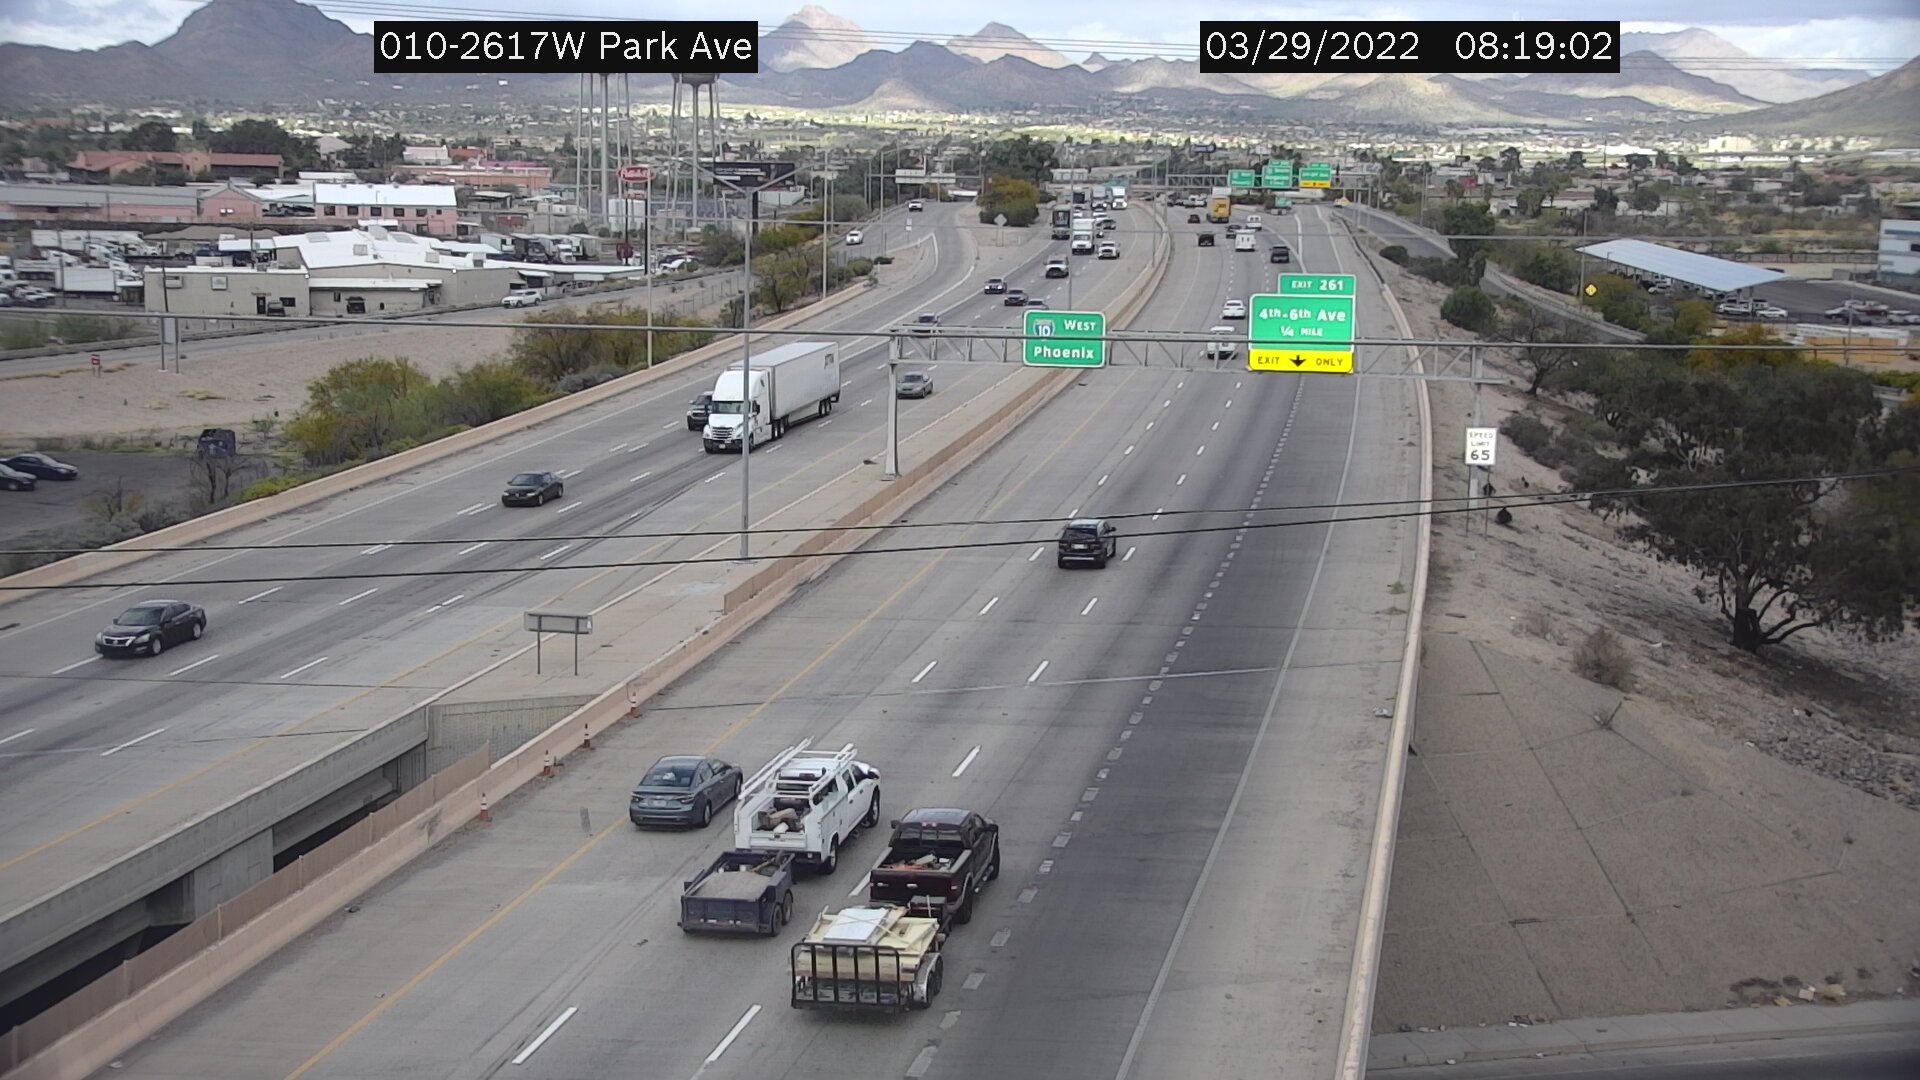 010-2617W Park Ave
03/29/2022 08:19:02
EXIT 261
4th-6th Ave
1/4 MILE
EXIT ONLY
10 WEST
Phoenix
SPEED
LIMIT
65